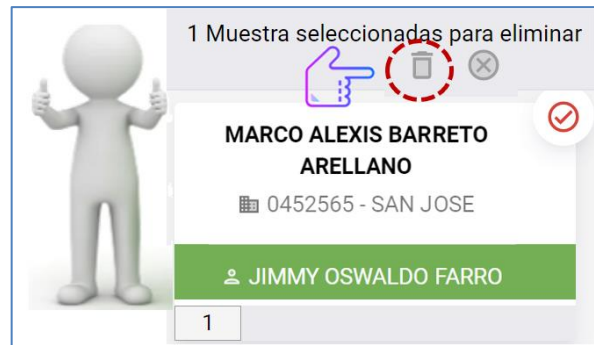 1 Muestra seleccionadas para eliminar
MARCO ALEXIS BARRETO
ARELLANO
0452565 - SAN JOSE
JIMMY OSWALDO FARRO
1